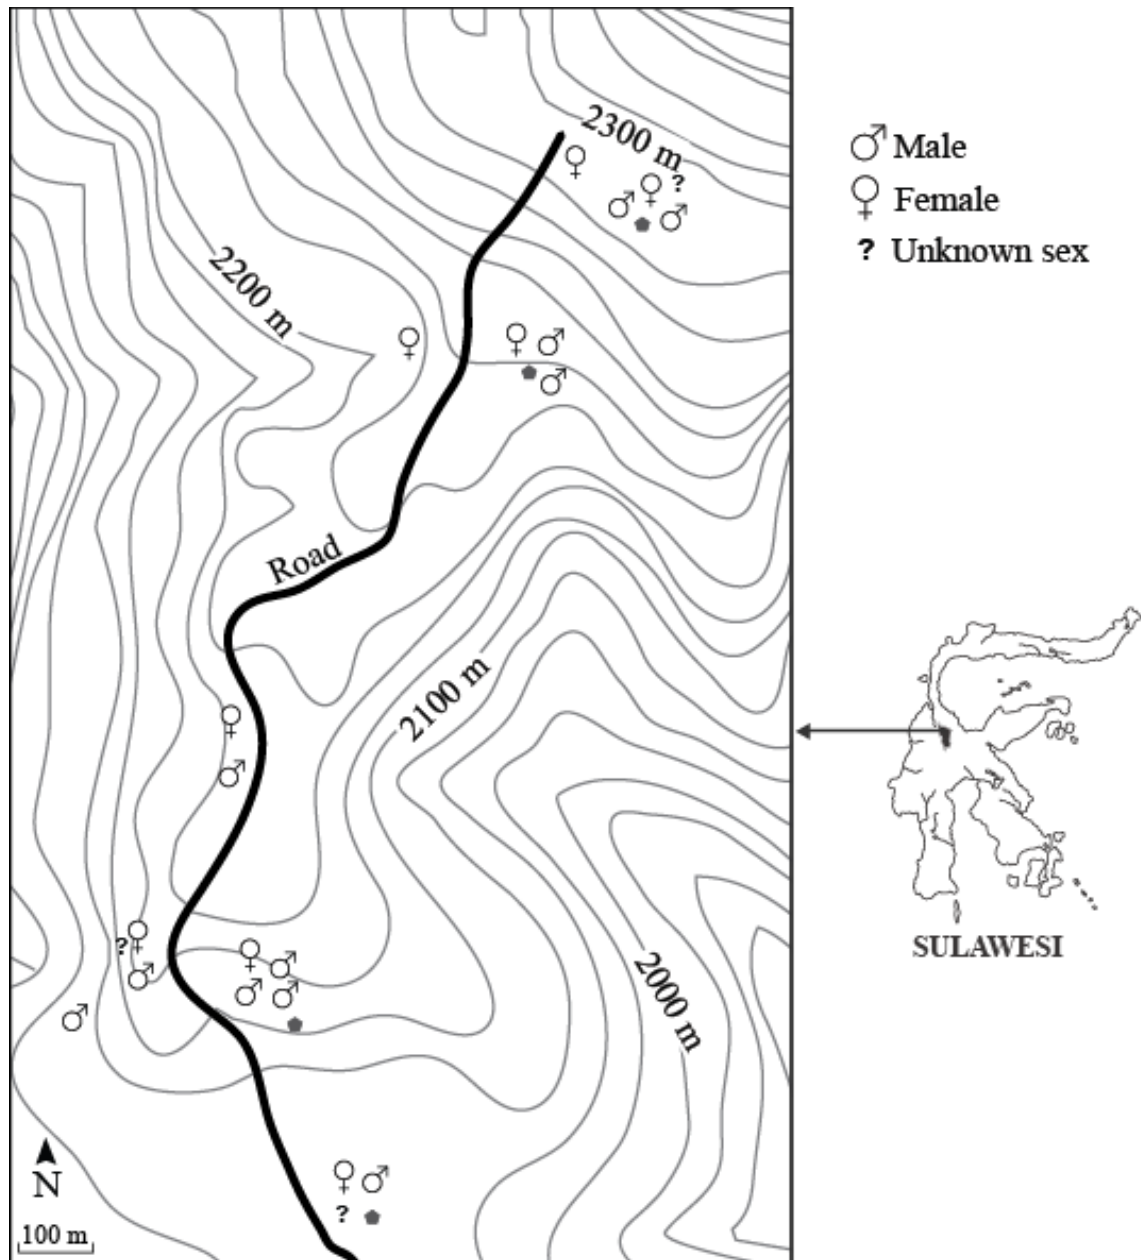 2300 m
?
2200 m
Road
2100 m
?
2000 m
N
?
100 m
♂ Male
♀ Female
? Unknown sex
SULAWESI